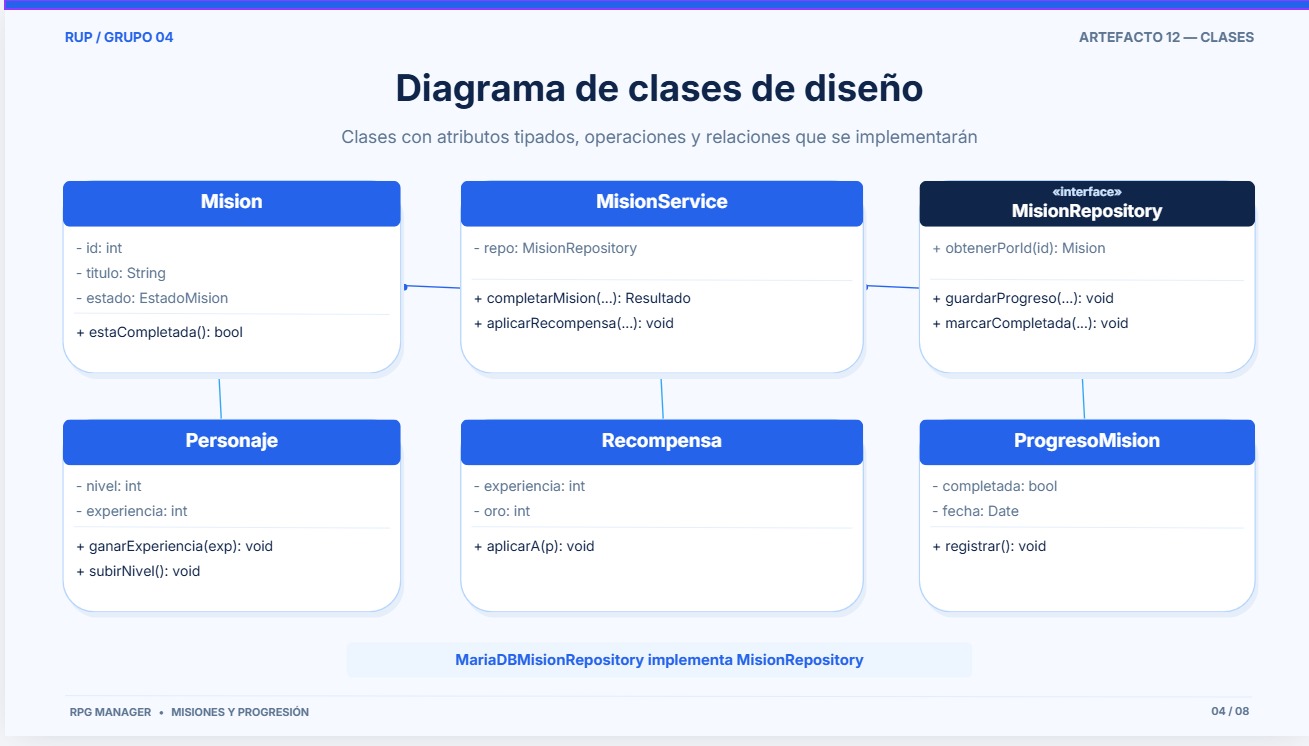 RUP / GRUPO 04
ARTEFACTO 12 — CLASES
Diagrama de clases de diseño
Clases con atributos tipados, operaciones y relaciones que se implementarán
Mision
- id: int
- titulo: String
- estado: EstadoMision
+ estaCompletada(): bool
MisionService
- repo: MisionRepository
+ completarMision(...): Resultado
+ aplicarRecompensa(...): void
«interface»
MisionRepository
+ obtenerPorId(id): Mision
+ guardarProgreso(...): void
+ marcarCompletada(...): void
Personaje
- nivel: int
- experiencia: int
+ ganarExperiencia(exp): void
+ subirNivel(): void
Recompensa
- experiencia: int
- oro: int
+ aplicarA(p): void
ProgresoMision
- completada: bool
- fecha: Date
+ registrar(): void
MariaDBMisionRepository implementa MisionRepository
RPG MANAGER • MISIONES Y PROGRESIÓN
04 / 08